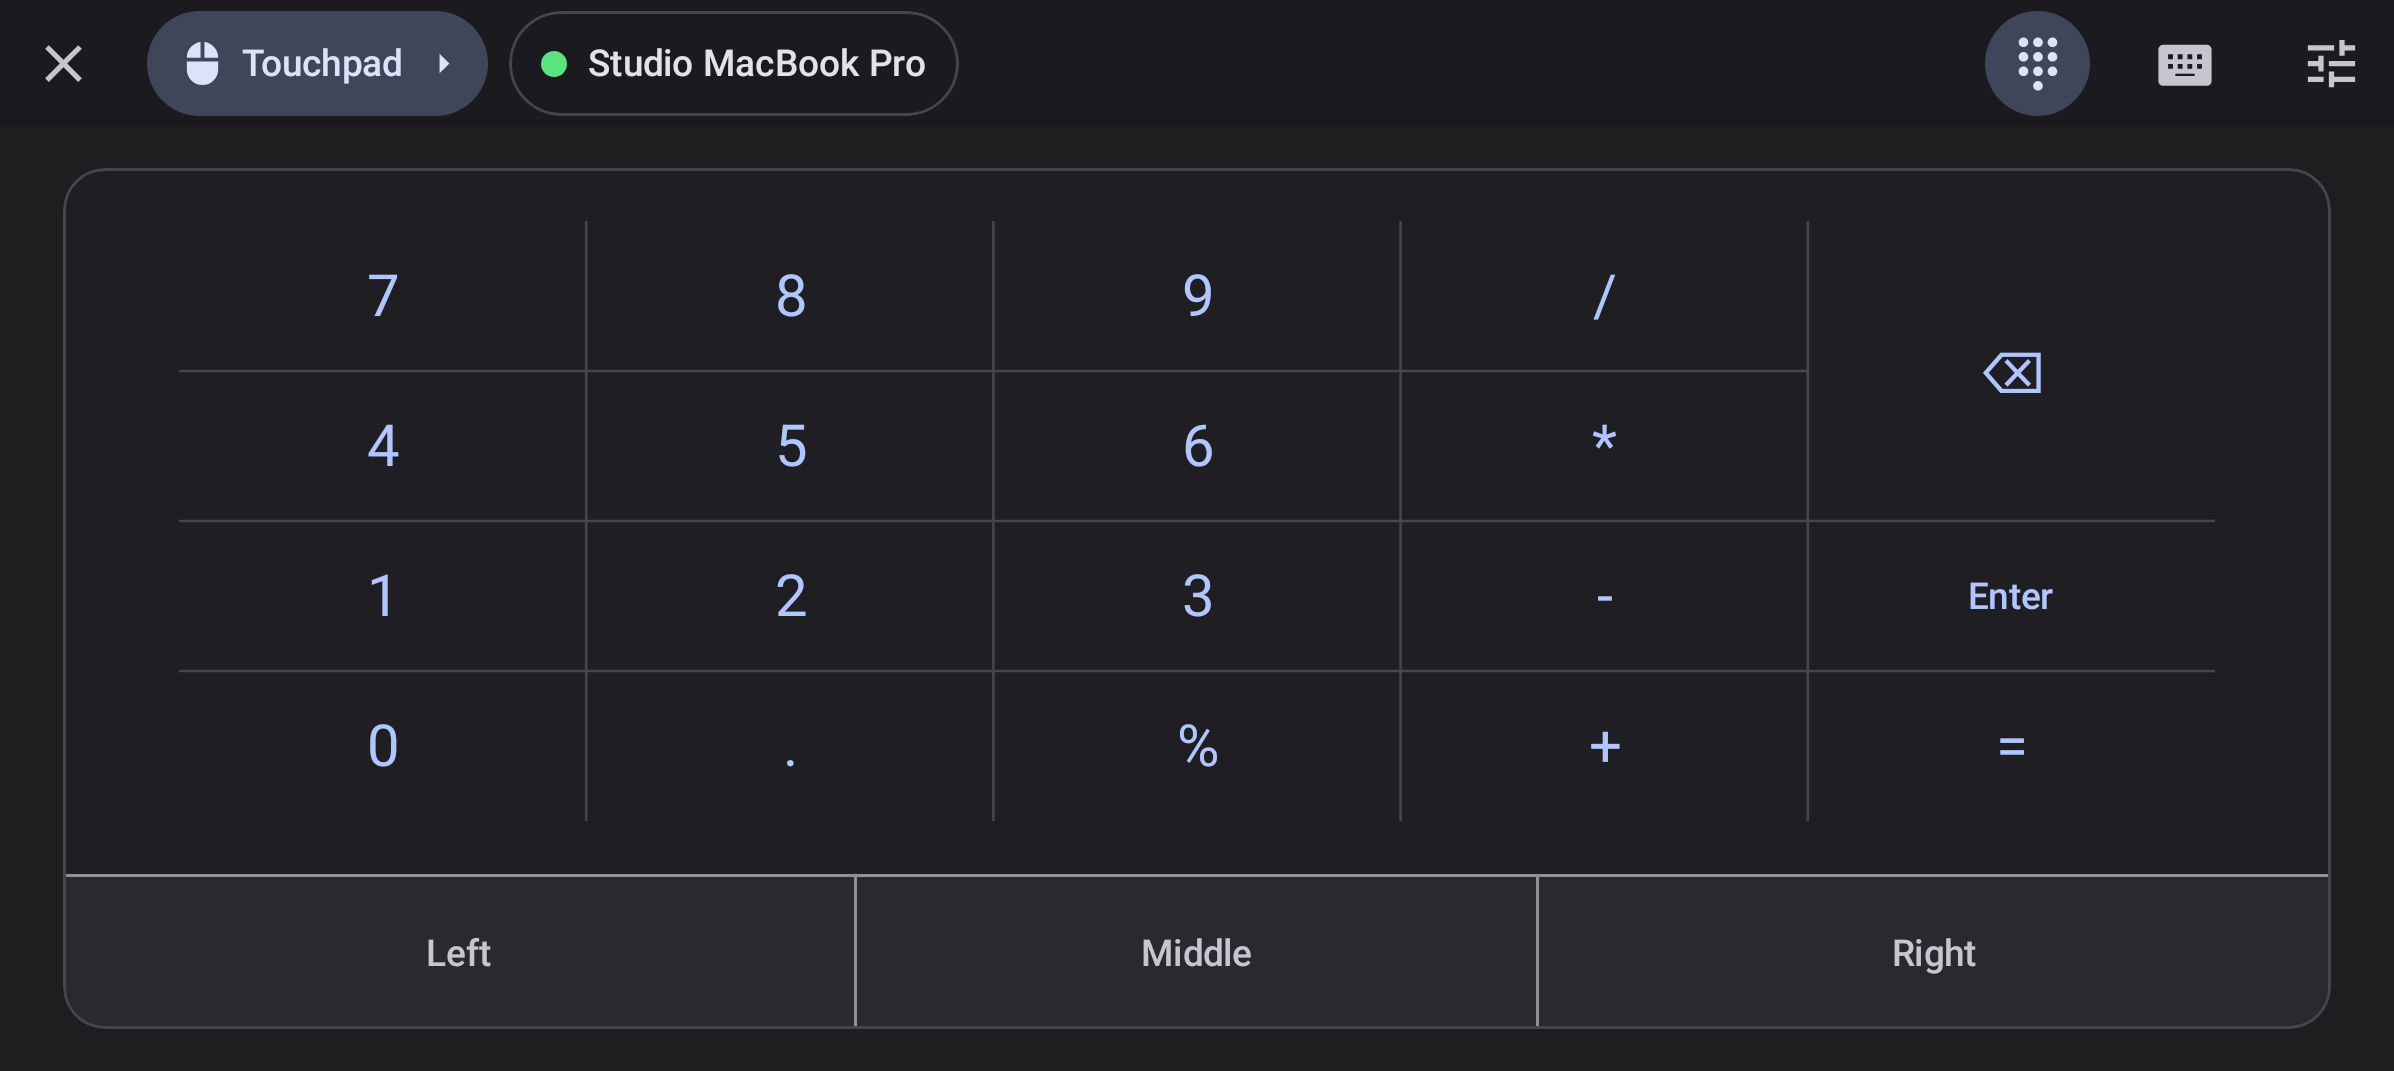 Touchpad Studio MacBook Pro
7 8 9 /
4 5 6 *
1 2 3 - Enter
0 . % + =
Left Middle Right